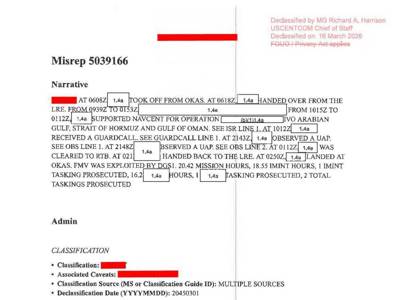 Declassified by MG Richard A. Harrison
USCENTCOM Chief of Staff
Declassified on: 16 March 2026
FOUO / Privacy Act applies
Misrep 5039166
Narrative
AT 0608Z 1.4a TOOK OFF FROM OKAS. AT 0618Z 1.4a HANDED OVER FROM THE
LRE. FROM 0939Z TO 0153Z FROM 1015Z TO
0112Z, 1.4a SUPPORTED NAVCENT FOR OPERATION IVO ARABIAN
GULF, STRAIT OF HORMUZ AND GULF OF OMAN. SEE ISR LINE 1. AT 1012Z 1.4a
RECEIVED A GUARDCALL. SEE GUARDCALL LINE 1. AT 2143Z, 1.4a OBSERVED A UAP.
SEE OBS LINE 1. AT 2148Z 1.4a OBSERVED A UAP. SEE OBS LINE 2. AT 0112Z 1.4a WAS
CLEARED TO RTB. AT 021 1.4a HANDED BACK TO THE LRE. AT 0250Z, 1.4a LANDED AT
OKAS. FMV WAS EXPLOITED BY DGS1. 20.42 MISSION HOURS, 18.55 IMINT HOURS, 1 IMINT
TASKING PROSECUTED, 16.2 1.4a HOURS, 1 1.4a TASKING PROSECUTED, 2 TOTAL
TASKINGS PROSECUTED
Admin
CLASSIFICATION
• Classification:
• Associated Caveats:
• Classification Source (MS or Classification Guide ID): MULTIPLE SOURCES
• Declassification Date (YYYYMMDD): 20450301